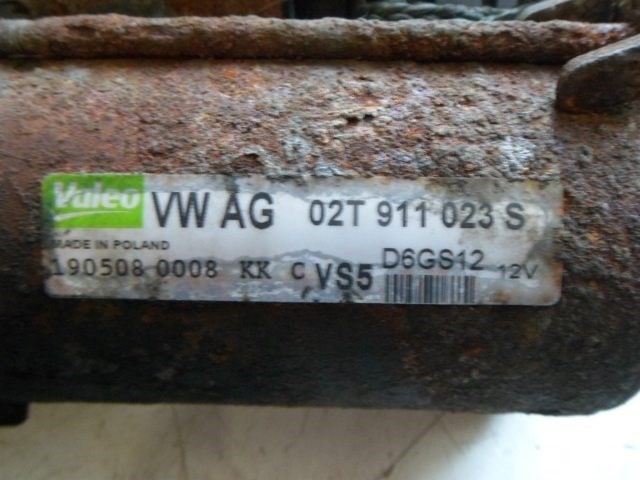 Valeo VW AG 02T 911 023 S
MADE IN POLAND
190508 0008 KK C VS5 D6GS12 12V